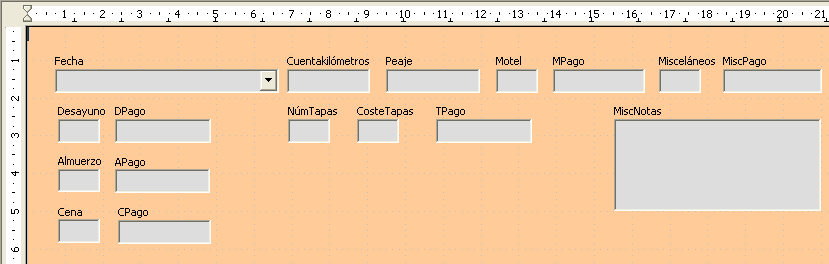 1 2 3 4 5 6 7 8 9 10 11 12 13 14 15 16 17 18 19 20 21
Fecha Cuentakilómetros Peaje Motel MPago Misceláneos MiscPago
Desayuno DPago NúmTapas CosteTapas TPago MiscNotas
Almuerzo APago
Cena CPago
1
2
3
4
5
6